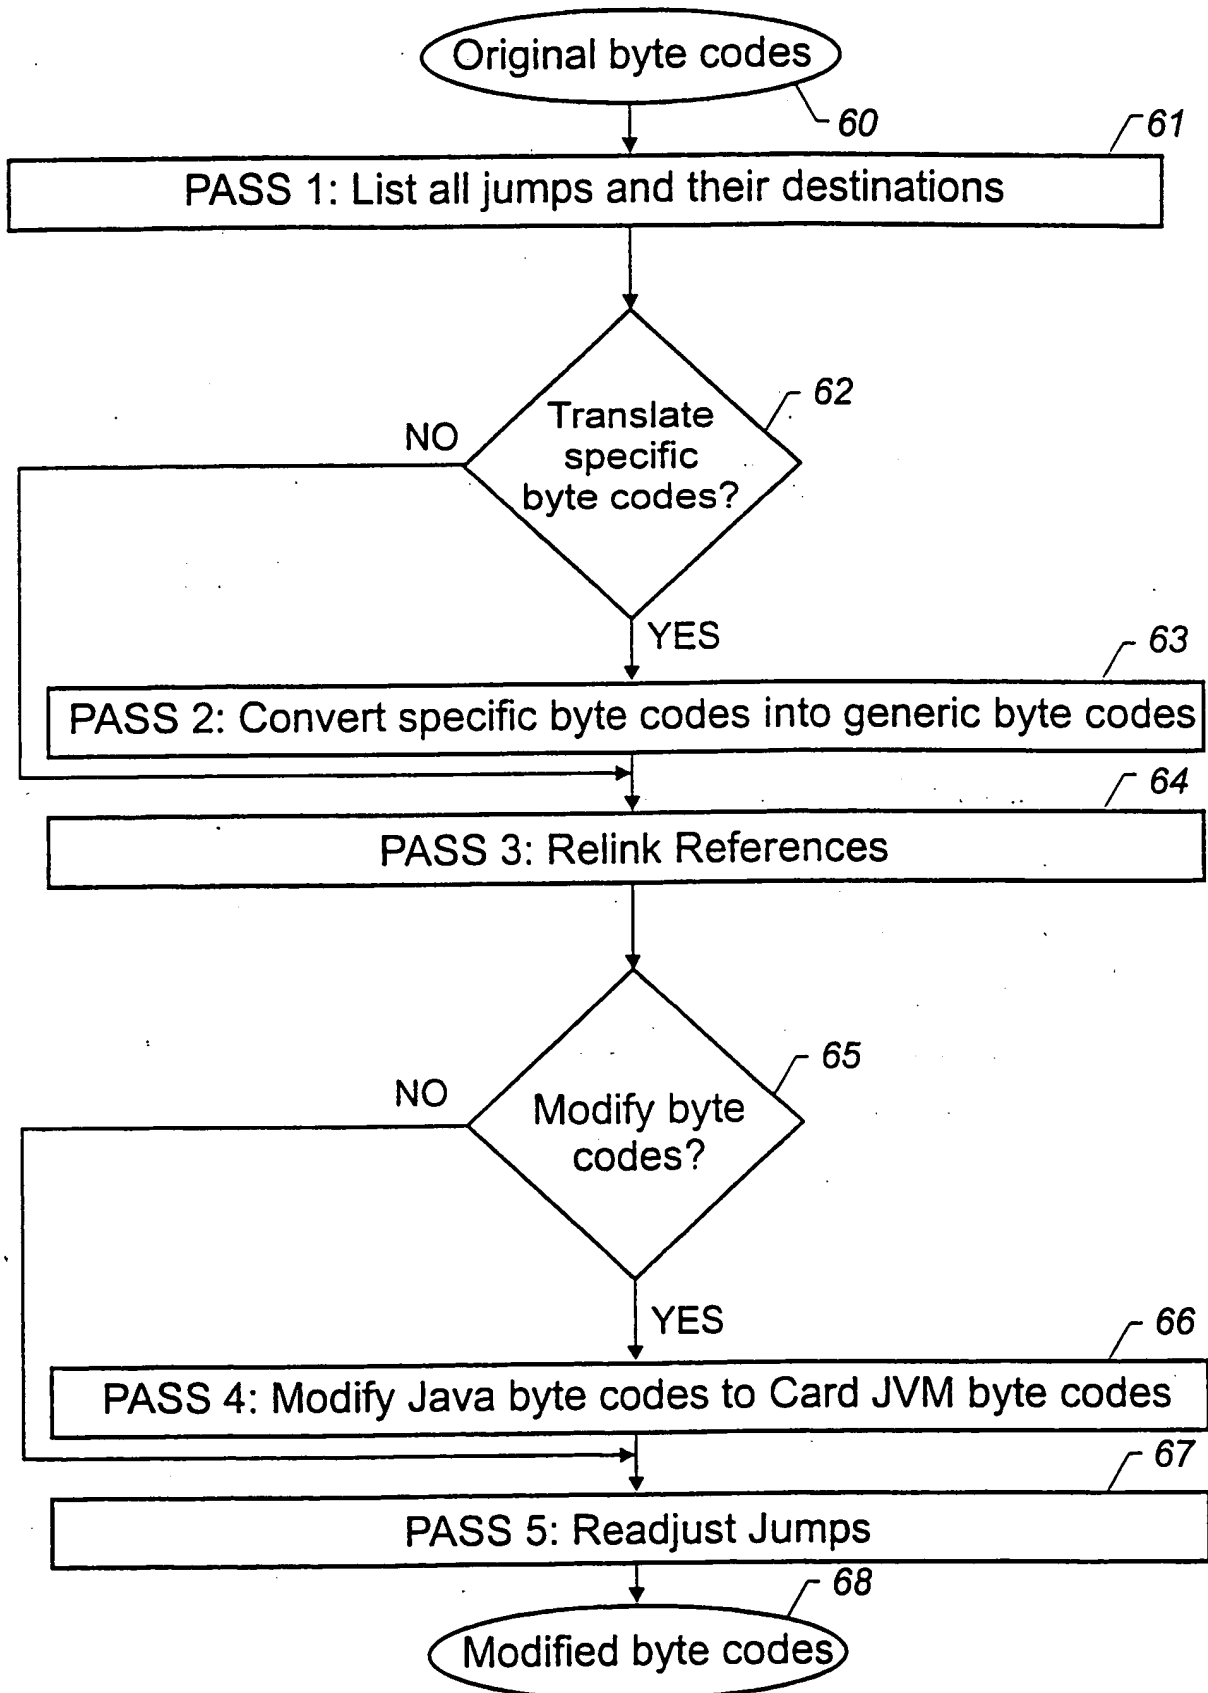 Original byte codes
60
61
PASS 1: List all jumps and their destinations
62
Translate
specific
byte codes?
NO
YES
63
PASS 2: Convert specific byte codes into generic byte codes
64
PASS 3: Relink References
65
Modify byte
codes?
NO
YES
66
PASS 4: Modify Java byte codes to Card JVM byte codes
67
PASS 5: Readjust Jumps
68
Modified byte codes